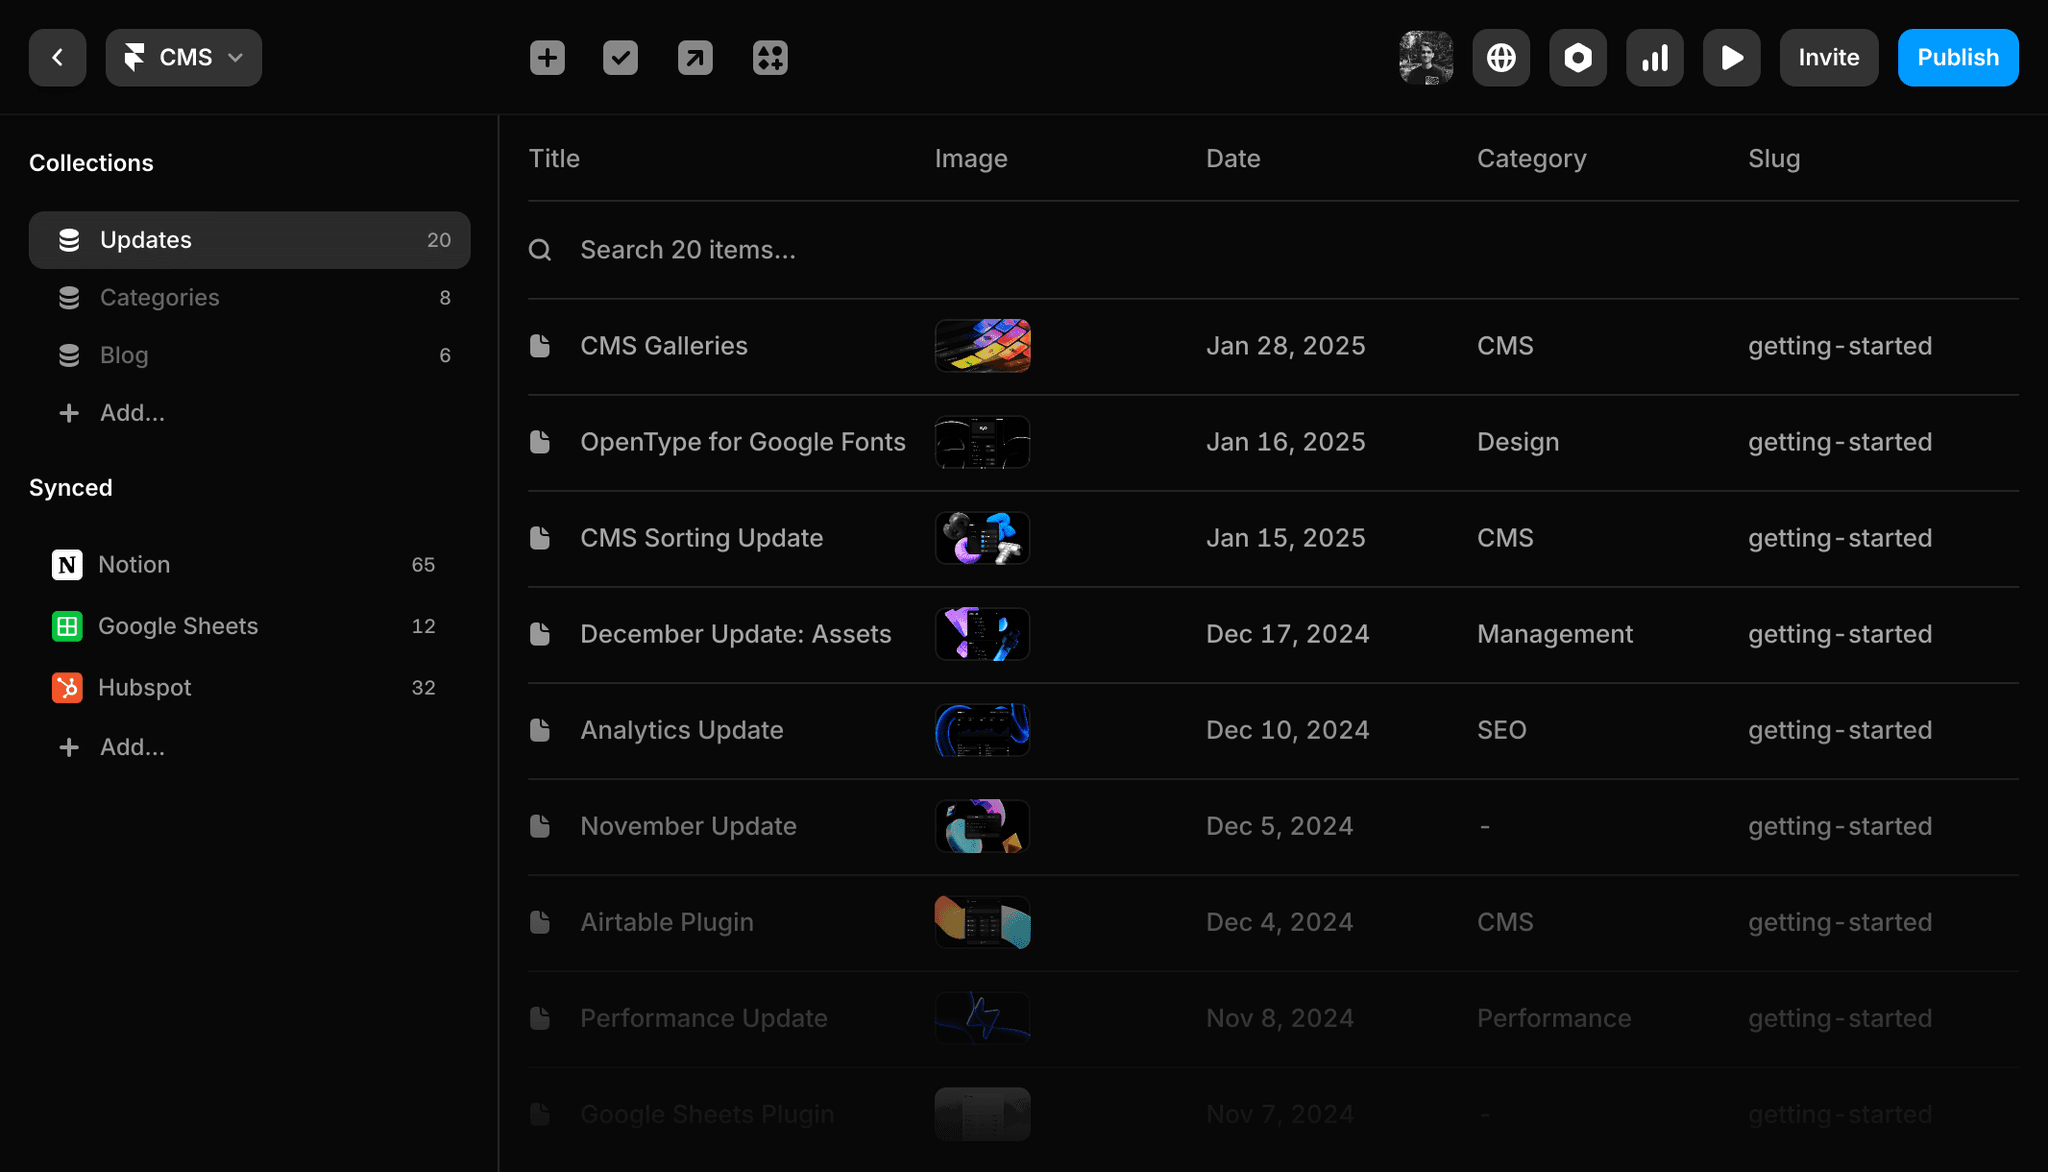 CMS
Invite
Publish
Collections
Updates 20
Categories 8
Blog 6
Add...
Synced
Notion 65
Google Sheets 12
Hubspot 32
Add...
Title Image Date Category Slug
Search 20 items...
CMS Galleries Jan 28, 2025 CMS getting-started
OpenType for Google Fonts Jan 16, 2025 Design getting-started
CMS Sorting Update Jan 15, 2025 CMS getting-started
December Update: Assets Dec 17, 2024 Management getting-started
Analytics Update Dec 10, 2024 SEO getting-started
November Update Dec 5, 2024 - getting-started
Airtable Plugin Dec 4, 2024 CMS getting-started
Performance Update Nov 8, 2024 Performance getting-started
Google Sheets Plugin Nov 7, 2024 - getting-started